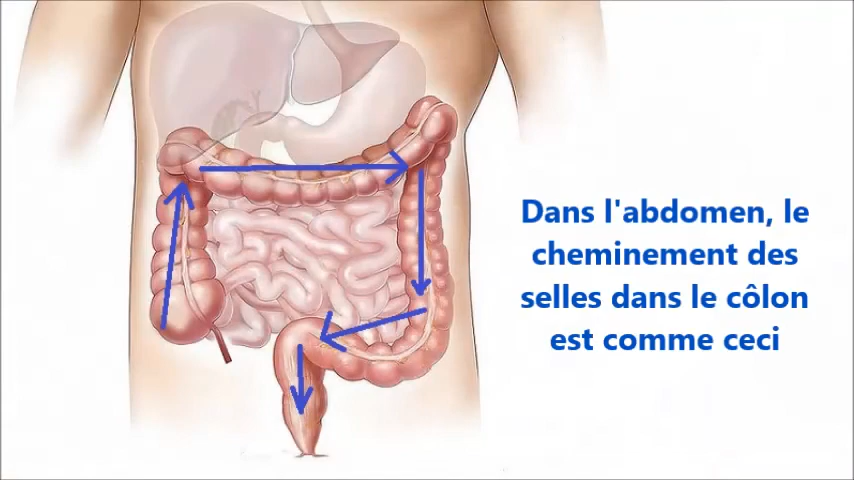 Dans l'abdomen, le
cheminement des
selles dans le côlon
est comme ceci